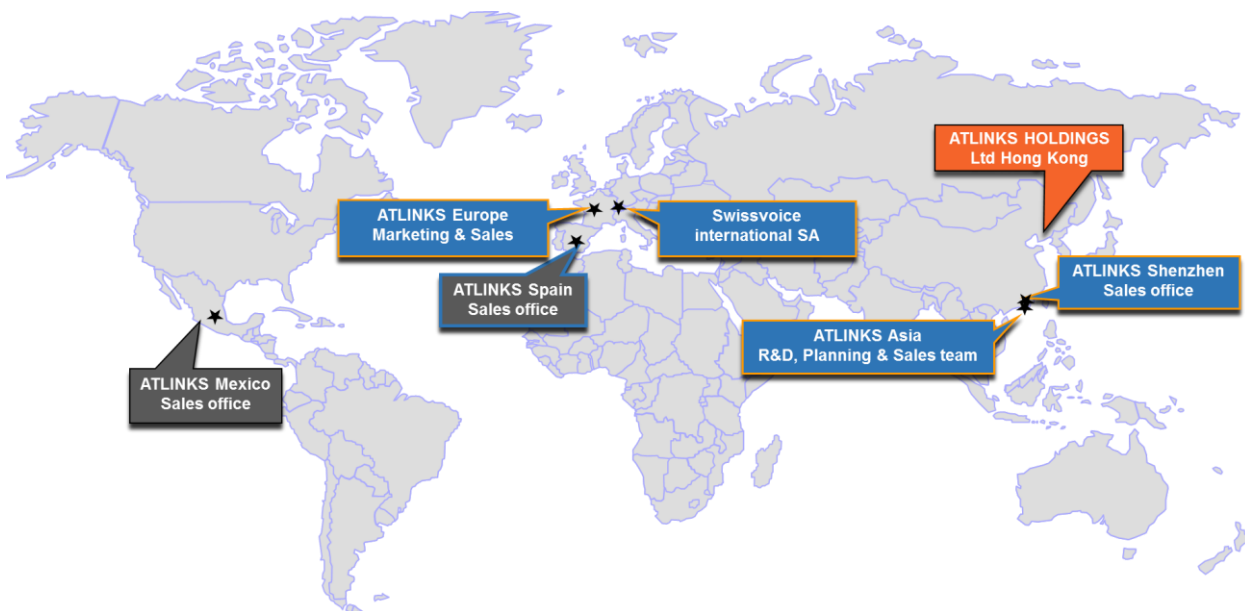 ATLINKS HOLDINGS
Ltd Hong Kong
ATLINKS Europe
Marketing & Sales
Swissvoice
international SA
ATLINKS Spain
Sales office
ATLINKS Shenzhen
Sales office
ATLINKS Asia
R&D, Planning & Sales team
ATLINKS Mexico
Sales office